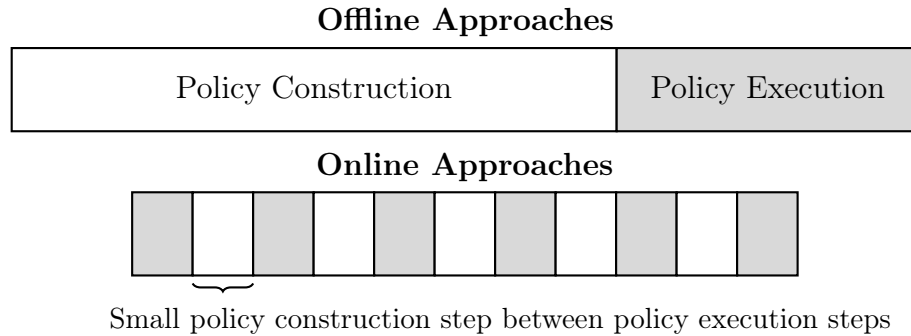 Offline Approaches
Policy Construction Policy Execution
Online Approaches
Small policy construction step between policy execution steps